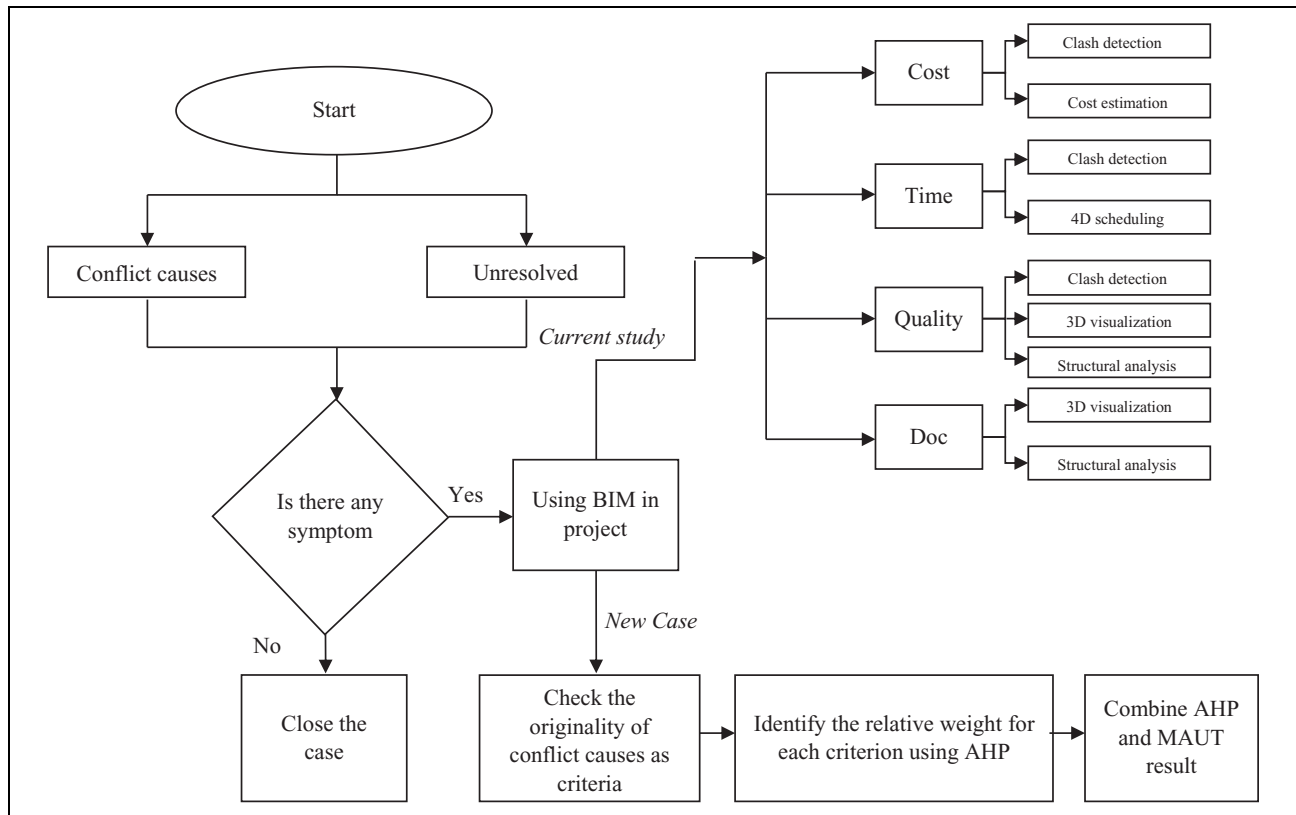 Start
Conflict causes
Unresolved
Is there any
symptom
Yes
No
Close the
case
Using BIM in
project
Current study
New Case
Cost
Clash detection
Cost estimation
Time
Clash detection
4D scheduling
Quality
Clash detection
3D visualization
Structural analysis
Doc
3D visualization
Structural analysis
Check the
originality of
conflict causes as
criteria
Identify the relative weight for
each criterion using AHP
Combine AHP
and MAUT
result